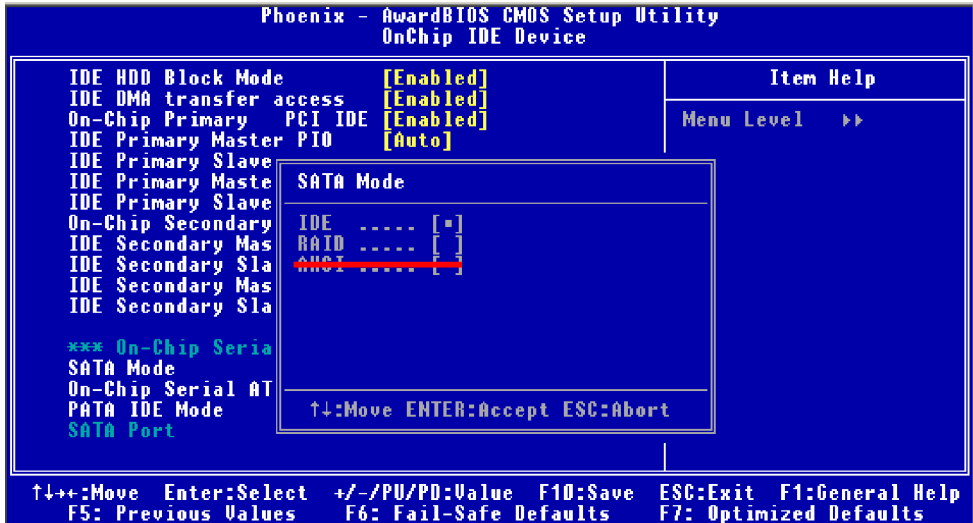 Phoenix - AwardBIOS CMOS Setup Utility
OnChip IDE Device
IDE HDD Block Mode [Enabled]
IDE DMA transfer access [Enabled]
On-Chip Primary PCI IDE [Enabled]
IDE Primary Master PIO [Auto]
IDE Primary Slave
IDE Primary Maste
IDE Primary Slave
On-Chip Secondary
IDE Secondary Mas
IDE Secondary Sla
IDE Secondary Mas
IDE Secondary Sla
*** On-Chip Seria
SATA Mode
On-Chip Serial AT
PATA IDE Mode
SATA Port
SATA Mode
IDE ..... [▪]
RAID ..... [ ]
AHCI ..... [ ]
↑↓:Move ENTER:Accept ESC:Abort
Item Help
Menu Level ▸▸
↑↓→←:Move Enter:Select +/-/PU/PD:Value F10:Save ESC:Exit F1:General Help
F5: Previous Values F6: Fail-Safe Defaults F7: Optimized Defaults